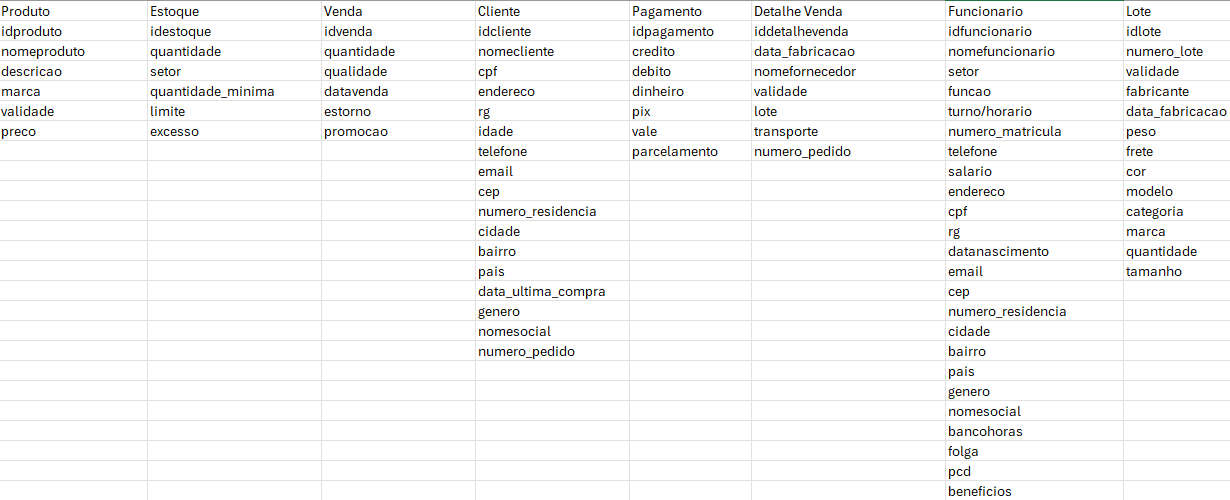 Produto Estoque Venda Cliente Pagamento Detalhe Venda Funcionario Lote
idproduto idestoque idvenda idcliente idpagamento iddetalhevenda idfuncionario idlote
nomeproduto quantidade quantidade nomecliente credito data_fabricacao nomefuncionario numero_lote
descricao setor qualidade cpf debito nomefornecedor setor validade
marca quantidade_minima datavenda endereco dinheiro validade funcao fabricante
validade limite estorno rg pix lote turno/horario data_fabricacao
preco excesso promocao idade vale transporte numero_matricula peso
telefone parcelamento numero_pedido telefone frete
email salario cor
cep endereco modelo
numero_residencia cpf categoria
cidade rg marca
bairro datanascimento quantidade
pais email tamanho
data_ultima_compra cep
genero numero_residencia
nomesocial cidade
numero_pedido bairro
pais
genero
nomesocial
bancohoras
folga
pcd
beneficios